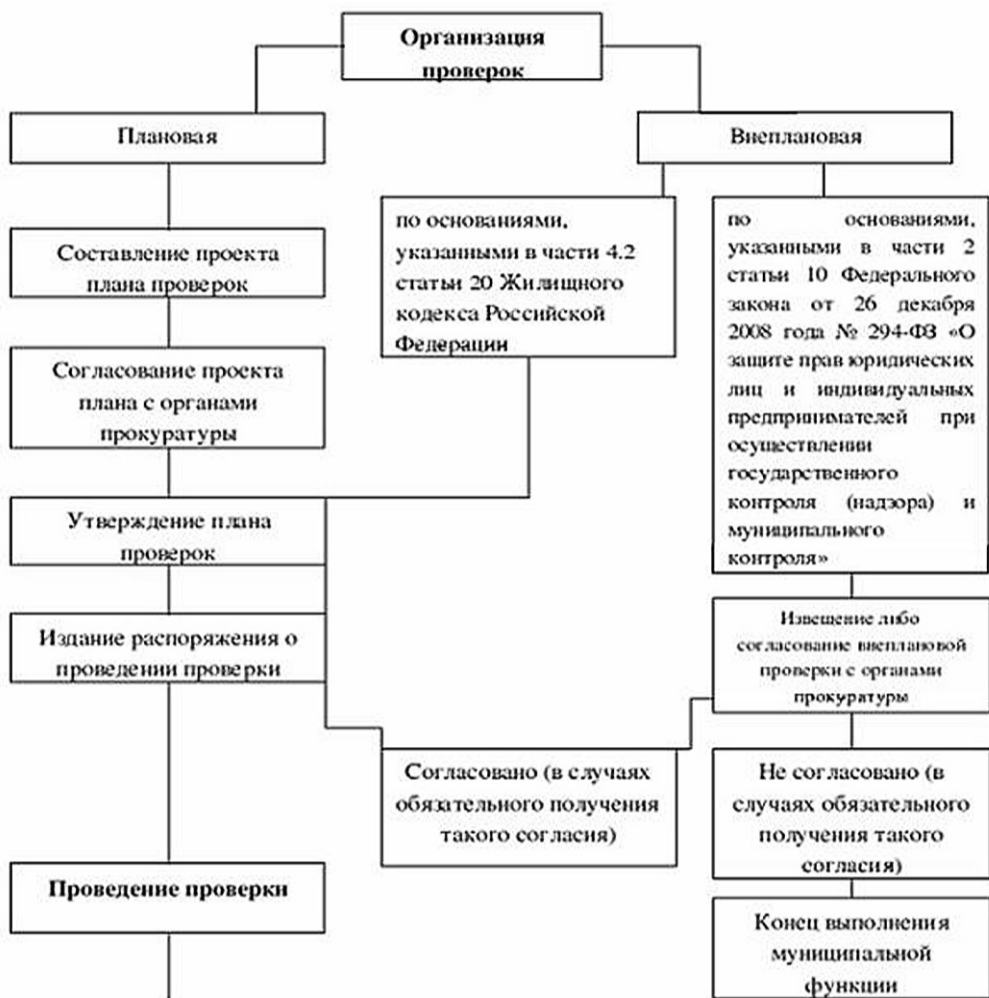 Организация
проверок
Плановая
Внеплановая
Составление проекта
плана проверок
Согласование проекта
плана с органами
прокуратуры
Утверждение плана
проверок
Издание распоряжения о
проведении проверки
Проведение проверки
по основаниями,
указанными в части 4.2
статьи 20 Жилищного
кодекса Российской
Федерации
по основаниями,
указанными в части 2
статьи 10 Федерального
закона от 26 декабря
2008 года № 294-ФЗ «О
защите прав юридических
лиц и индивидуальных
предпринимателей при
осуществлении
государственного
контроля (надзора) и
муниципального
контроля»
Извещение либо
согласование внеплановой
проверки с органами
прокуратуры
Согласовано (в случаях
обязательного получения
такого согласия)
Не согласовано (в
случаях обязательного
получения такого
согласия)
Конец выполнения
муниципальной
функции